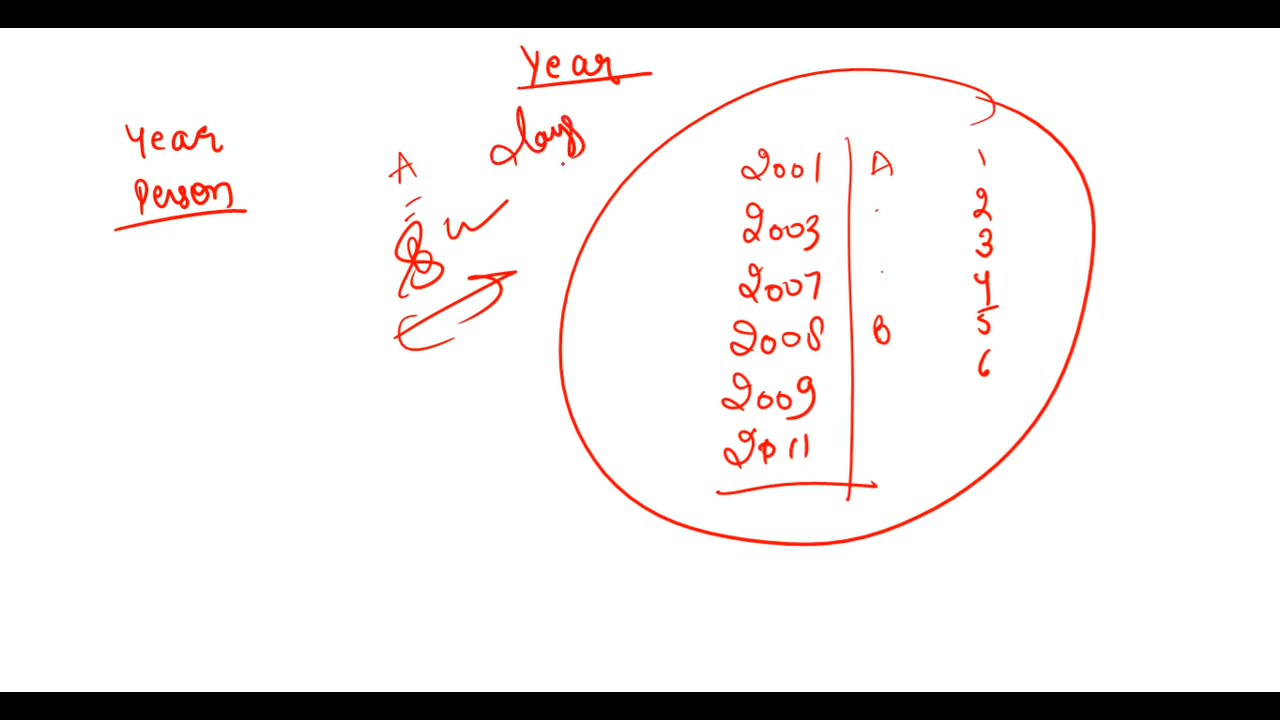 Year
Person
Year
days
A
2001 A 1
2003 2
2007 3
2008 B 4
2009 5
2011 6